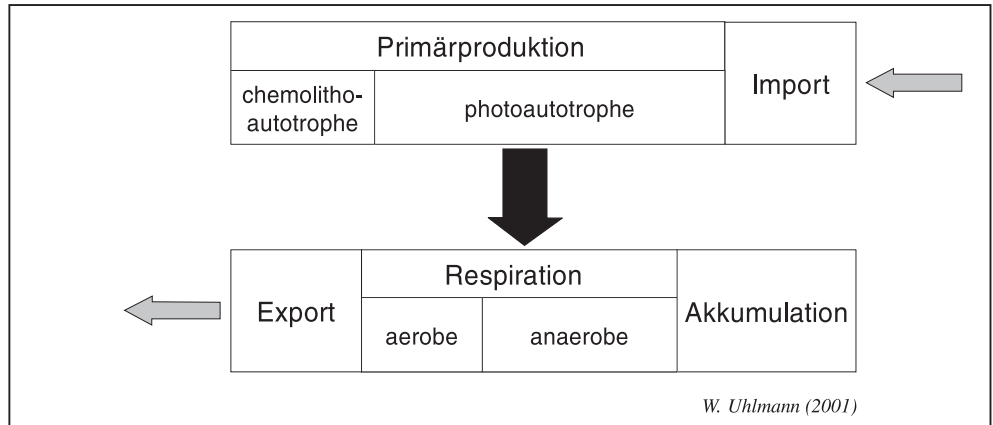 Primärproduktion
chemolitho-
autotrophe
photoautotrophe
Import
Export
Respiration
aerobe
anaerobe
Akkumulation
W. Uhlmann (2001)